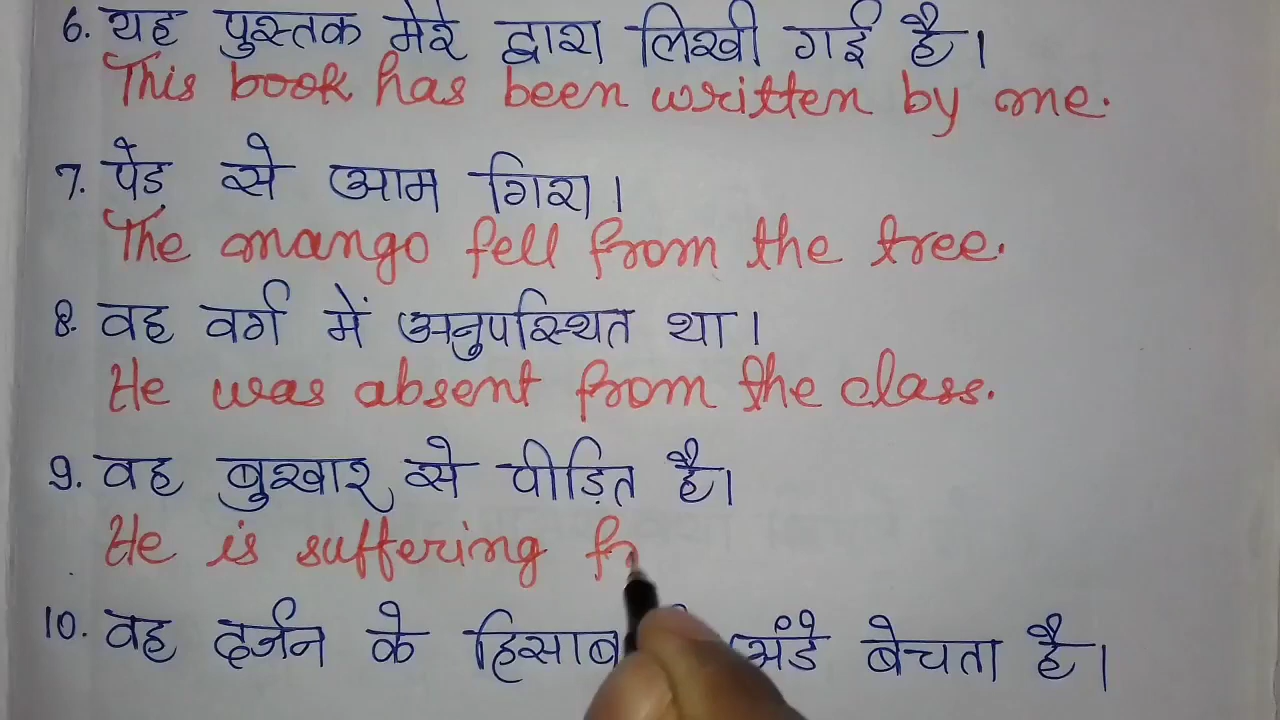 6. यह पुस्तक मेरे द्वारा लिखी गई है।
This book has been written by me.
7. पेड़ से आम गिरा।
The mango fell from the tree.
8. वह वर्ग में अनुपस्थित था।
He was absent from the class.
9. वह बुखार से पीड़ित है।
He is suffering
10. वह दर्जन के हिसाब अंडे बेचता है।